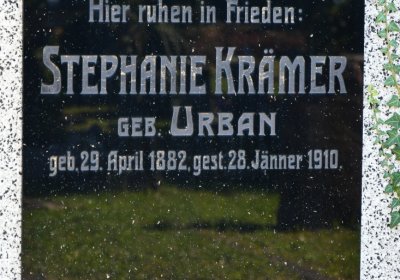 Hier ruhen in Frieden:
STEPHANIE KRÄMER
GEB. URBAN
geb. 29. April 1882, gest. 28. Jänner 1910.